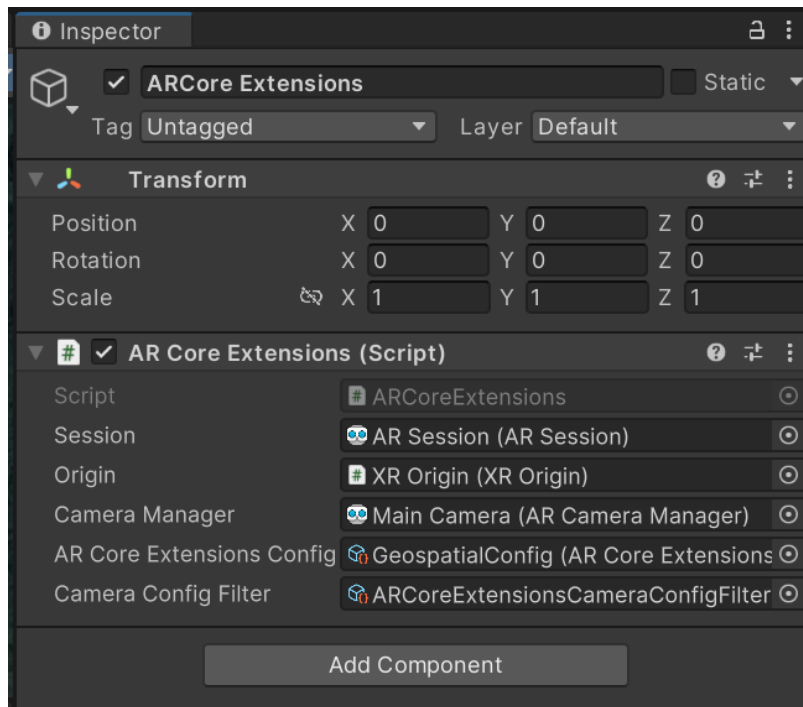 Inspector
ARCore Extensions Static
Tag Untagged Layer Default
Transform
Position X 0 Y 0 Z 0
Rotation X 0 Y 0 Z 0
Scale X 1 Y 1 Z 1
# AR Core Extensions (Script)
Script # ARCoreExtensions
Session AR Session (AR Session)
Origin # XR Origin (XR Origin)
Camera Manager Main Camera (AR Camera Manager)
AR Core Extensions Config GeospatialConfig (AR Core Extensions
Camera Config Filter ARCoreExtensionsCameraConfigFilter
Add Component